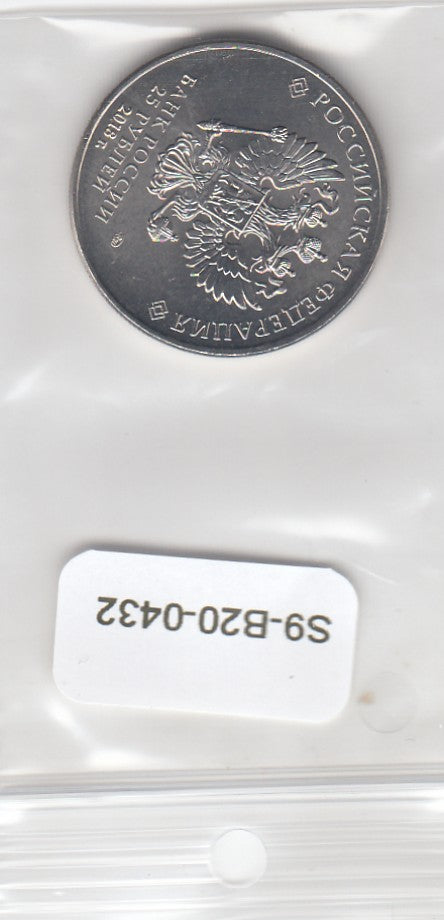 РОССИЙСКАЯ ФЕДЕРАЦИЯ
БАНК РОССИИ
25 РУБЛЕЙ
2018 г.
S9-B20-0432